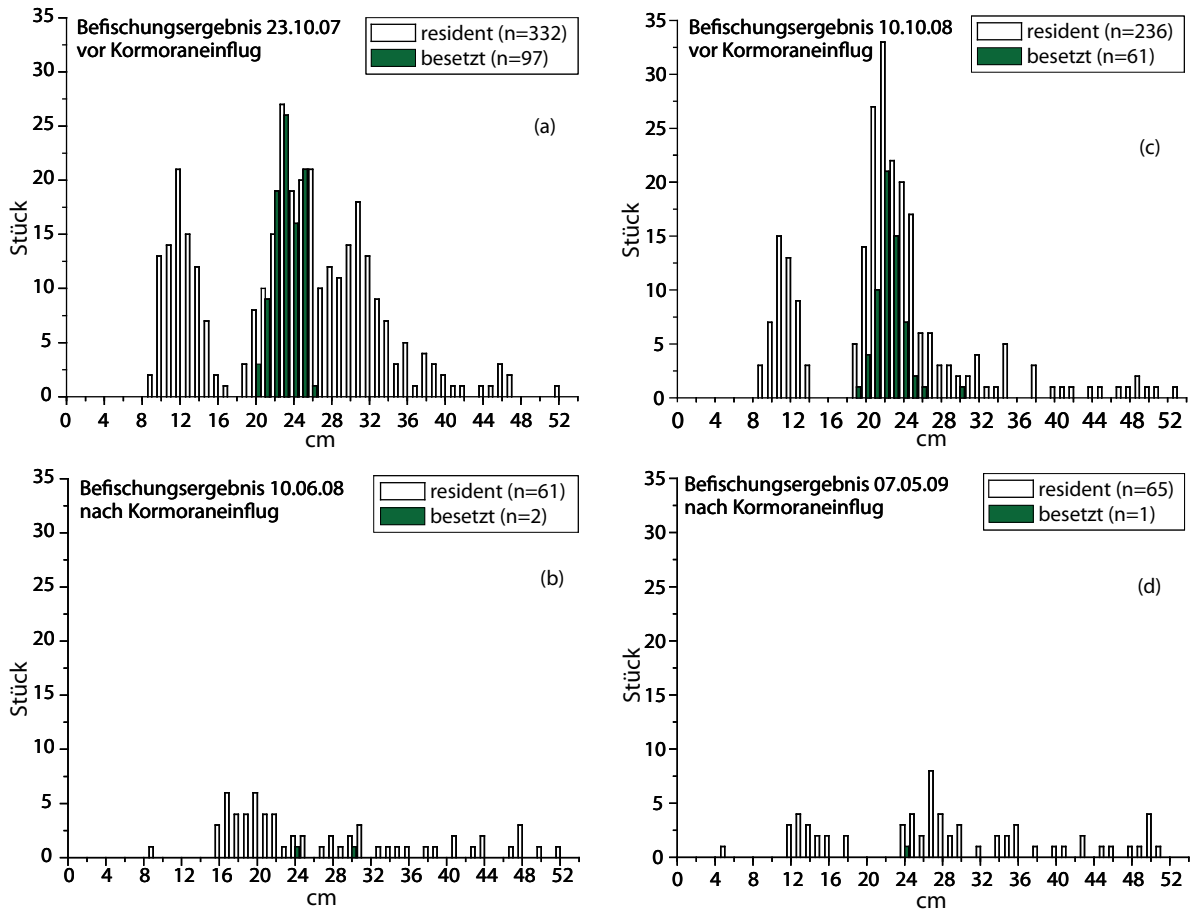 Befischungsergebnis 23.10.07
vor Kormoraneinflug
resident (n=332)
besetzt (n=97)
(a)
35
30
25
20
15
10
5
0
Stück
0 4 8 12 16 20 24 28 32 36 40 44 48 52
cm
Befischungsergebnis 10.10.08
vor Kormoraneinflug
resident (n=236)
besetzt (n=61)
(c)
35
30
25
20
15
10
5
0
Stück
0 4 8 12 16 20 24 28 32 36 40 44 48 52
cm
Befischungsergebnis 10.06.08
nach Kormoraneinflug
resident (n=61)
besetzt (n=2)
(b)
35
30
25
20
15
10
5
0
Stück
0 4 8 12 16 20 24 28 32 36 40 44 48 52
cm
Befischungsergebnis 07.05.09
nach Kormoraneinflug
resident (n=65)
besetzt (n=1)
(d)
35
30
25
20
15
10
5
0
Stück
0 4 8 12 16 20 24 28 32 36 40 44 48 52
cm